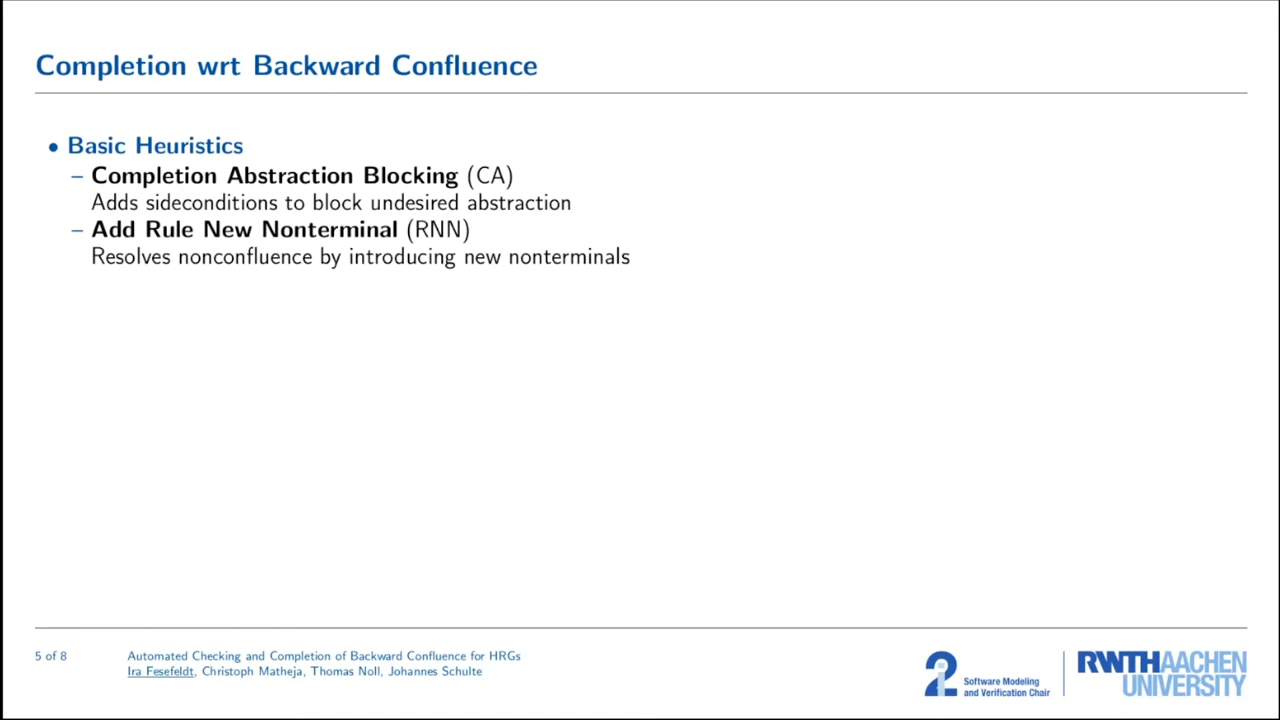 Completion wrt Backward Confluence
• Basic Heuristics
– Completion Abstraction Blocking (CA)
Adds sideconditions to block undesired abstraction
– Add Rule New Nonterminal (RNN)
Resolves nonconfluence by introducing new nonterminals
5 of 8
Automated Checking and Completion of Backward Confluence for HRGs
Ira Fesefeldt, Christoph Matheja, Thomas Noll, Johannes Schulte
2 Software Modeling
and Verification Chair
RWTHAACHEN
UNIVERSITY